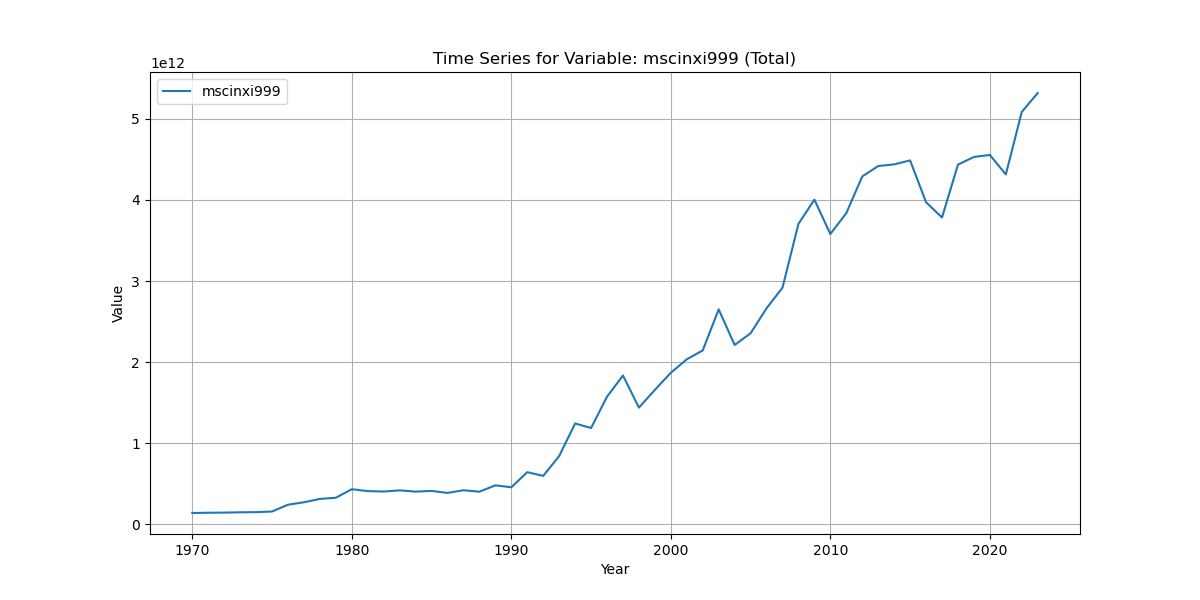 Time Series for Variable: mscinxi999 (Total)
1e12
mscinxi999
5
4
3
2
1
0
Value
1970 1980 1990 2000 2010 2020
Year